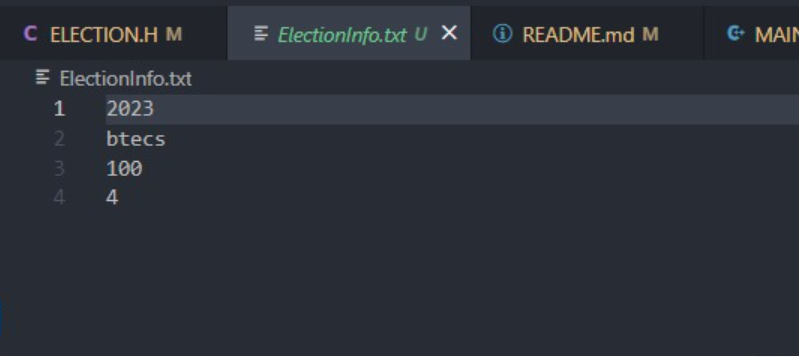 C ELECTION.H M
ElectionInfo.txt U X
README.md M
MAIN
ElectionInfo.txt
1 2023
2 btecs
3 100
4 4